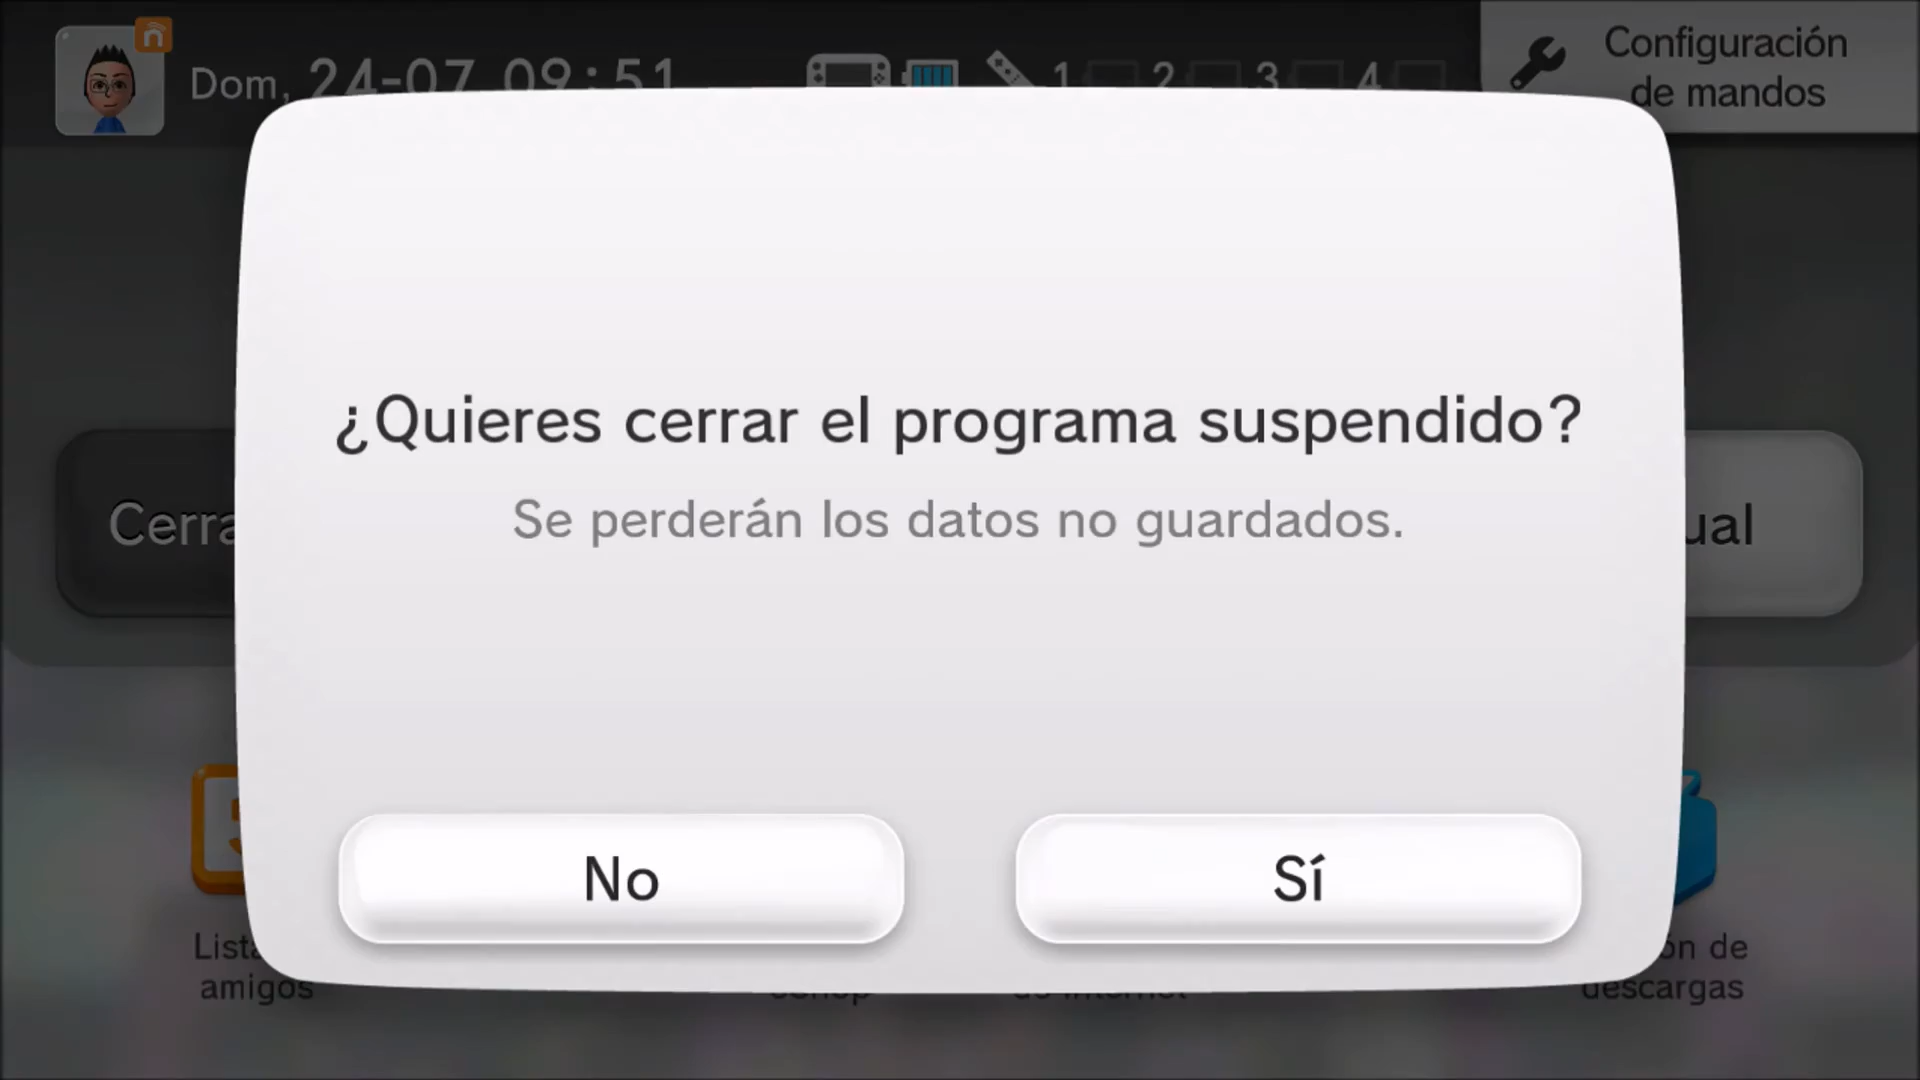 Dom, 24-07 09:51
1 2 3 4
Configuración
de mandos
¿Quieres cerrar el programa suspendido?
Se perderán los datos no guardados.
No
Sí
amigos
de
descargas